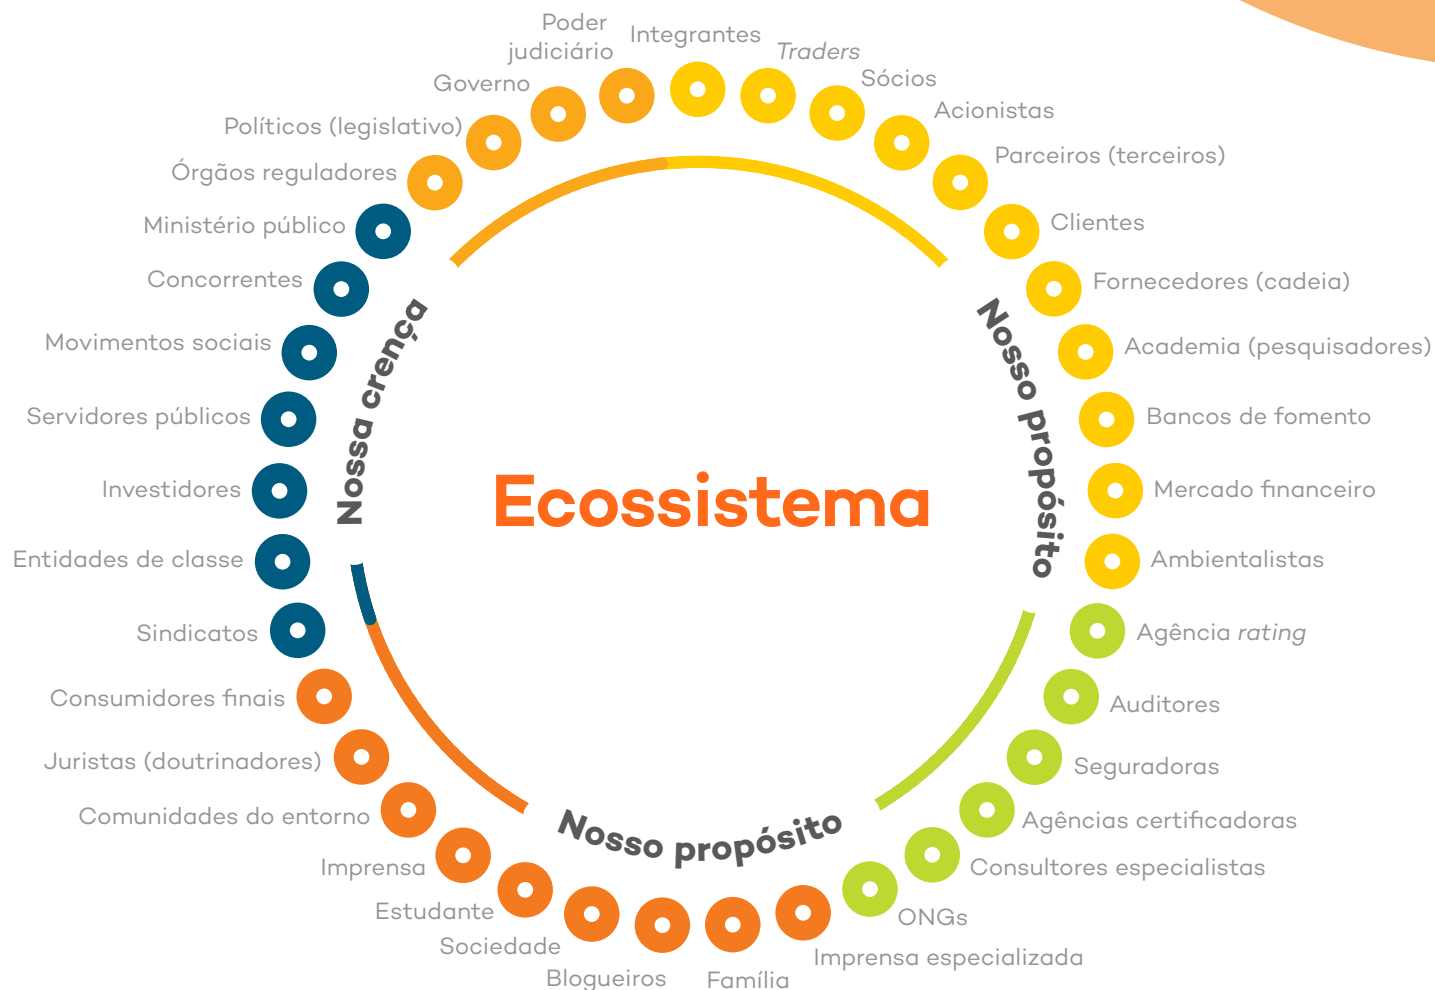 Poder
judiciário
Integrantes
Traders
Sócios
Acionistas
Parceiros (terceiros)
Clientes
Fornecedores (cadeia)
Academia (pesquisadores)
Bancos de fomento
Mercado financeiro
Ambientalistas
Agência rating
Auditores
Seguradoras
Agências certificadoras
Consultores especialistas
ONGs
Imprensa especializada
Família
Blogueiros
Sociedade
Estudante
Imprensa
Comunidades do entorno
Juristas (doutrinadores)
Consumidores finais
Sindicatos
Entidades de classe
Investidores
Servidores públicos
Movimentos sociais
Concorrentes
Ministério público
Órgãos reguladores
Políticos (legislativo)
Governo
Nossa crença
Nosso propósito
Nosso propósito
Ecossistema